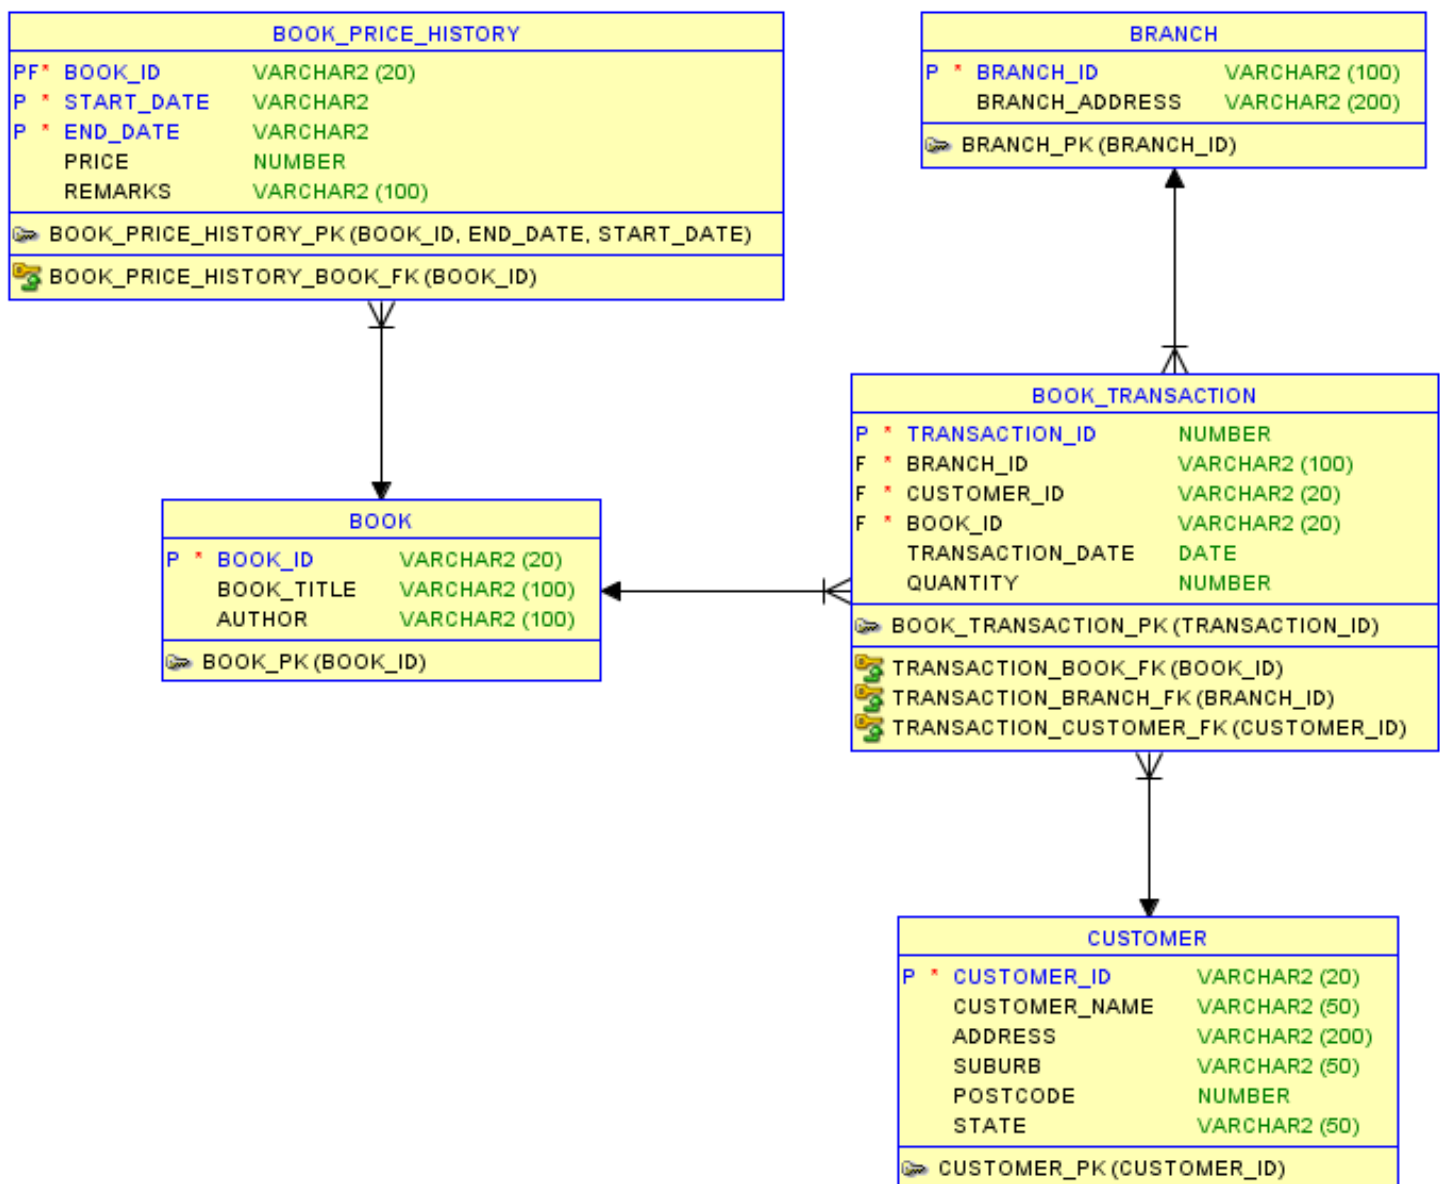 BOOK_PRICE_HISTORY
PF* BOOK_ID VARCHAR2 (20)
P * START_DATE VARCHAR2
P * END_DATE VARCHAR2
PRICE NUMBER
REMARKS VARCHAR2 (100)
BOOK_PRICE_HISTORY_PK (BOOK_ID, END_DATE, START_DATE)
BOOK_PRICE_HISTORY_BOOK_FK (BOOK_ID)
BRANCH
P * BRANCH_ID VARCHAR2 (100)
BRANCH_ADDRESS VARCHAR2 (200)
BRANCH_PK (BRANCH_ID)
BOOK
P * BOOK_ID VARCHAR2 (20)
BOOK_TITLE VARCHAR2 (100)
AUTHOR VARCHAR2 (100)
BOOK_PK (BOOK_ID)
BOOK_TRANSACTION
P * TRANSACTION_ID NUMBER
F * BRANCH_ID VARCHAR2 (100)
F * CUSTOMER_ID VARCHAR2 (20)
F * BOOK_ID VARCHAR2 (20)
TRANSACTION_DATE DATE
QUANTITY NUMBER
BOOK_TRANSACTION_PK (TRANSACTION_ID)
TRANSACTION_BOOK_FK (BOOK_ID)
TRANSACTION_BRANCH_FK (BRANCH_ID)
TRANSACTION_CUSTOMER_FK (CUSTOMER_ID)
CUSTOMER
P * CUSTOMER_ID VARCHAR2 (20)
CUSTOMER_NAME VARCHAR2 (50)
ADDRESS VARCHAR2 (200)
SUBURB VARCHAR2 (50)
POSTCODE NUMBER
STATE VARCHAR2 (50)
CUSTOMER_PK (CUSTOMER_ID)